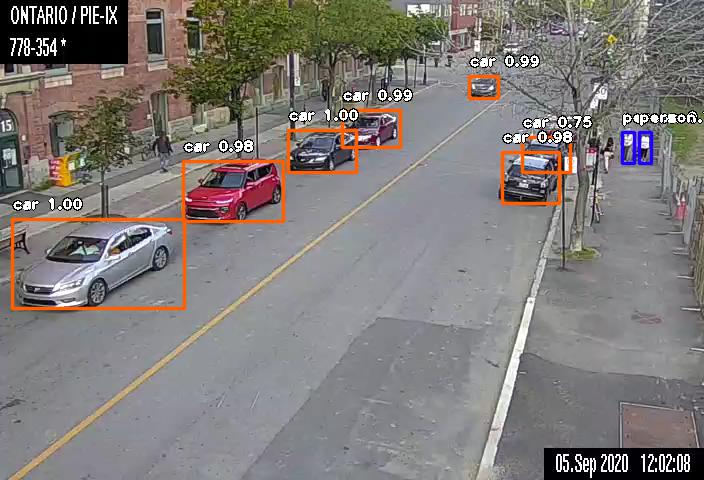 ONTARIO / PIE-IX
778-354 *
car 0.99
car 0.99
car 1.00
car 0.75
car 0.98
person.
car 0.98
15
car 1.00
05.Sep 2020 12:02:08